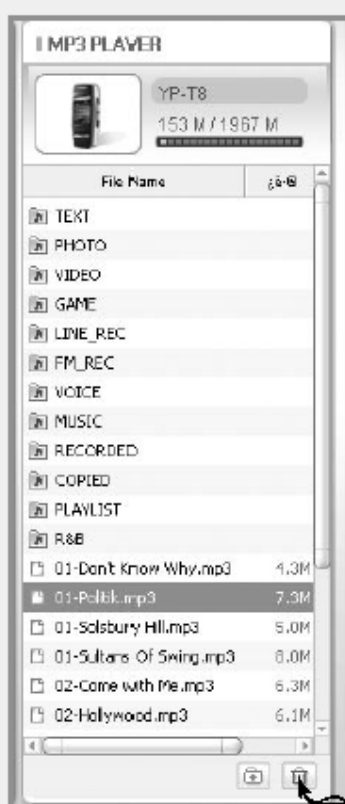 MP3 PLAYER
YP-T8
153 M / 1967 M
File Name ¿ë·®
TEXT
PHOTO
VIDEO
GAME
LINE_REC
FM_REC
VOICE
MUSIC
RECORDED
COPIED
PLAYLIST
R&B
01-Don't Know Why.mp3 4.3M
01-Politik.mp3 7.3M
01-Solsbury Hill.mp3 5.0M
01-Sultans Of Swing.mp3 8.0M
02-Come with Me.mp3 6.3M
02-Hollywood.mp3 6.1M